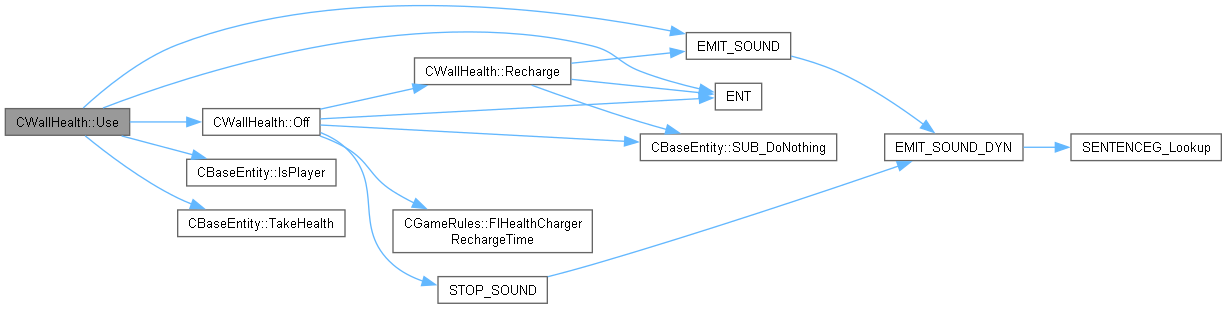 EMIT_SOUND
CWallHealth::Recharge
ENT
CWallHealth::Use
CWallHealth::Off
CBaseEntity::SUB_DoNothing
EMIT_SOUND_DYN
SENTENCEG_Lookup
CBaseEntity::IsPlayer
CBaseEntity::TakeHealth
CGameRules::FlHealthCharger
RechargeTime
STOP_SOUND